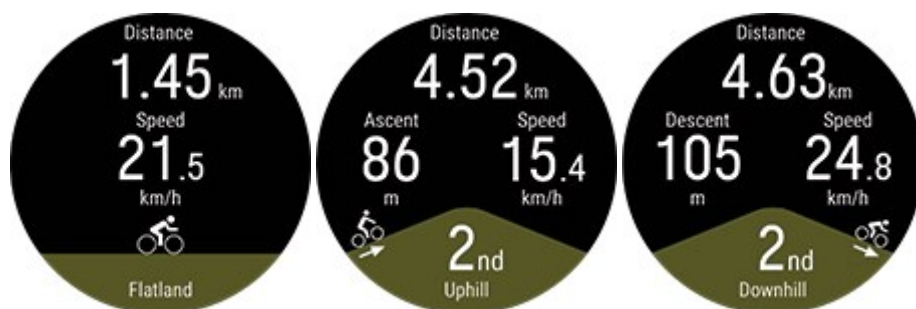 Distance
1.45 km
Speed
21.5
km/h
Flatland
Distance
4.52 km
Ascent Speed
86 15.4
m km/h
2nd
Uphill
Distance
4.63 km
Descent Speed
105 24.8
m km/h
2nd
Downhill